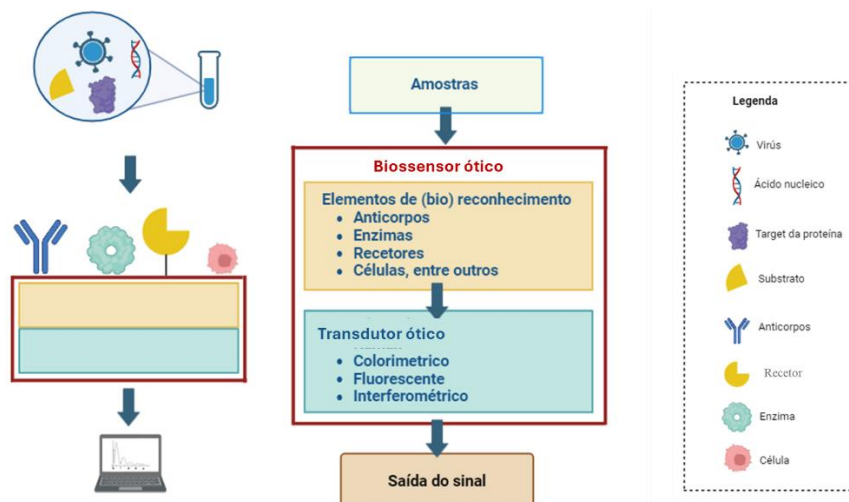 Amostras
Biossensor ótico
Elementos de (bio) reconhecimento
• Anticorpos
• Enzimas
• Recetores
• Células, entre outros
Transdutor ótico
• Colorimetrico
• Fluorescente
• Interferométrico
Saída do sinal
Legenda
Virús
Ácido nucleico
Target da proteína
Substrato
Anticorpos
Recetor
Enzima
Célula